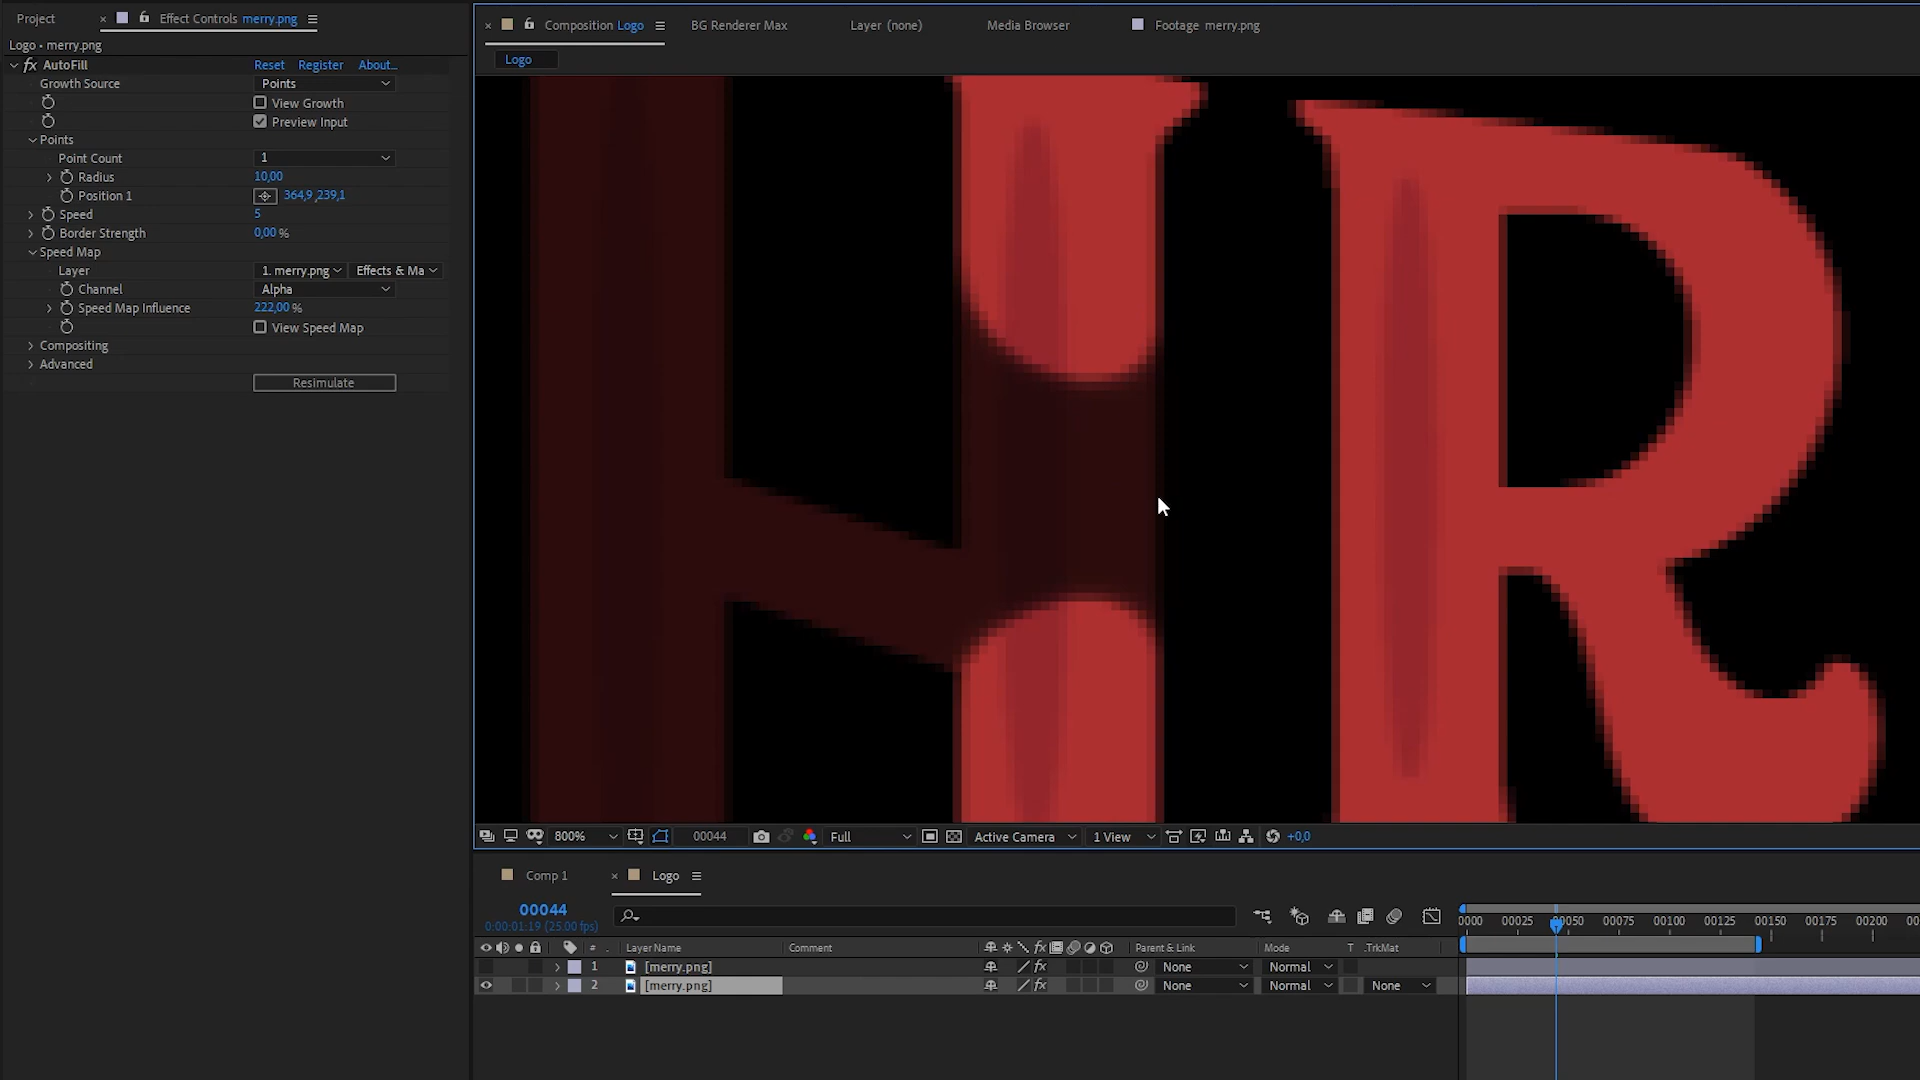 Project
× Effect Controls merry.png
Logo • merry.png
fx AutoFill Reset Register About...
Growth Source Points
View Growth
Preview Input
Points
Point Count 1
Radius 10,00
Position 1 364,9 ,239,1
Speed 5
Border Strength 0,00 %
Speed Map
Layer 1. merry.png Effects & Ma
Channel Alpha
Speed Map Influence 222,00 %
View Speed Map
Compositing
Advanced
Resimulate
× Composition Logo BG Renderer Max Layer (none) Media Browser Footage merry.png
Logo
R
800% 00044 Full Active Camera 1 View +0,0
Comp 1 × Logo
00044
0:00:01:19 (25.00 fps)
0000 00025 00050 00075 00100 00125 00150 00175 00200 00
# . Layer Name Comment fx Parent & Link Mode T .TrkMat
1 [merry.png] fx None Normal
2 [merry.png] fx None Normal None